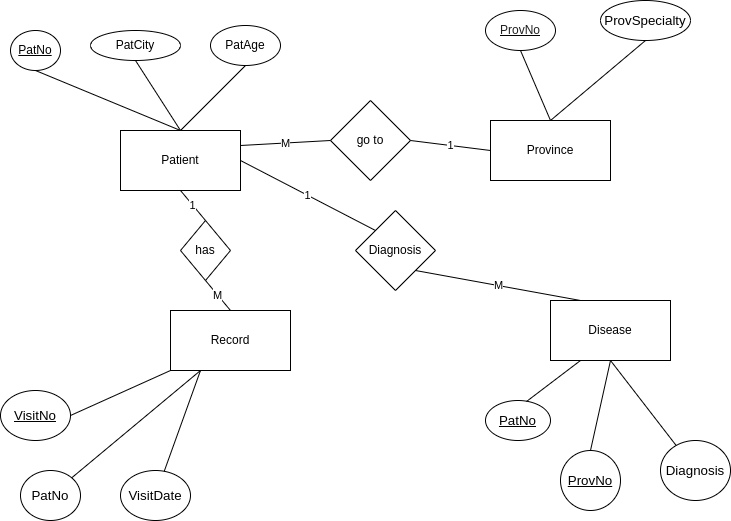 PatNo
PatCity
PatAge
ProvNo
ProvSpecialty
Patient
M
go to
1
Province
1
1
Diagnosis
has
M
M
Record
Disease
VisitNo
PatNo
VisitDate
PatNo
ProvNo
Diagnosis